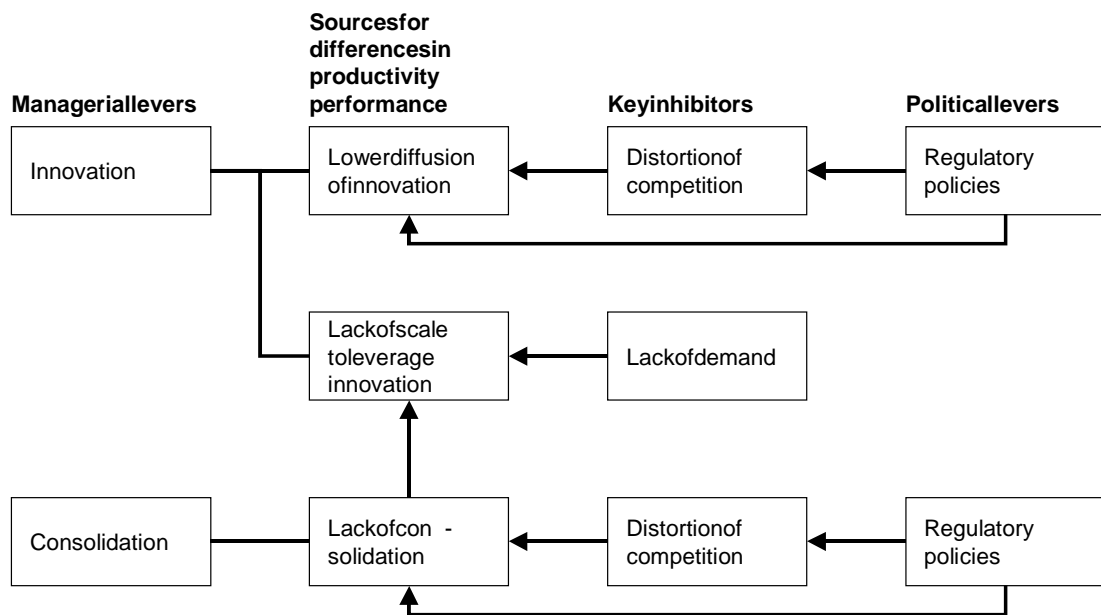 Sourcesfor
differencesin
productivity
performance
Manageriallevers
Keyinhibitors
Politicallevers
Innovation
Lowerdiffusion
ofinnovation
Distortionof
competition
Regulatory
policies
Lackofscale
toleverage
innovation
Lackofdemand
Consolidation
Lackofcon -
solidation
Distortionof
competition
Regulatory
policies